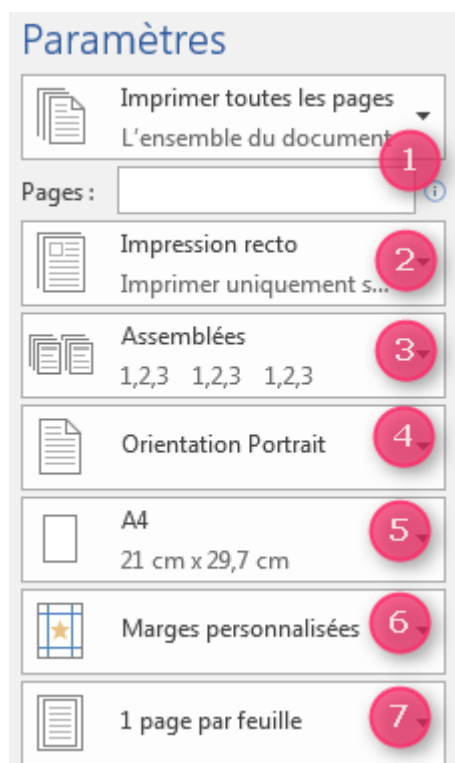 Paramètres
Imprimer toutes les pages
L'ensemble du document
1
Pages :
Impression recto
2
Imprimer uniquement s...
Assemblées
3
1,2,3 1,2,3 1,2,3
Orientation Portrait
4
A4
5
21 cm x 29,7 cm
Marges personnalisées
6
1 page par feuille
7